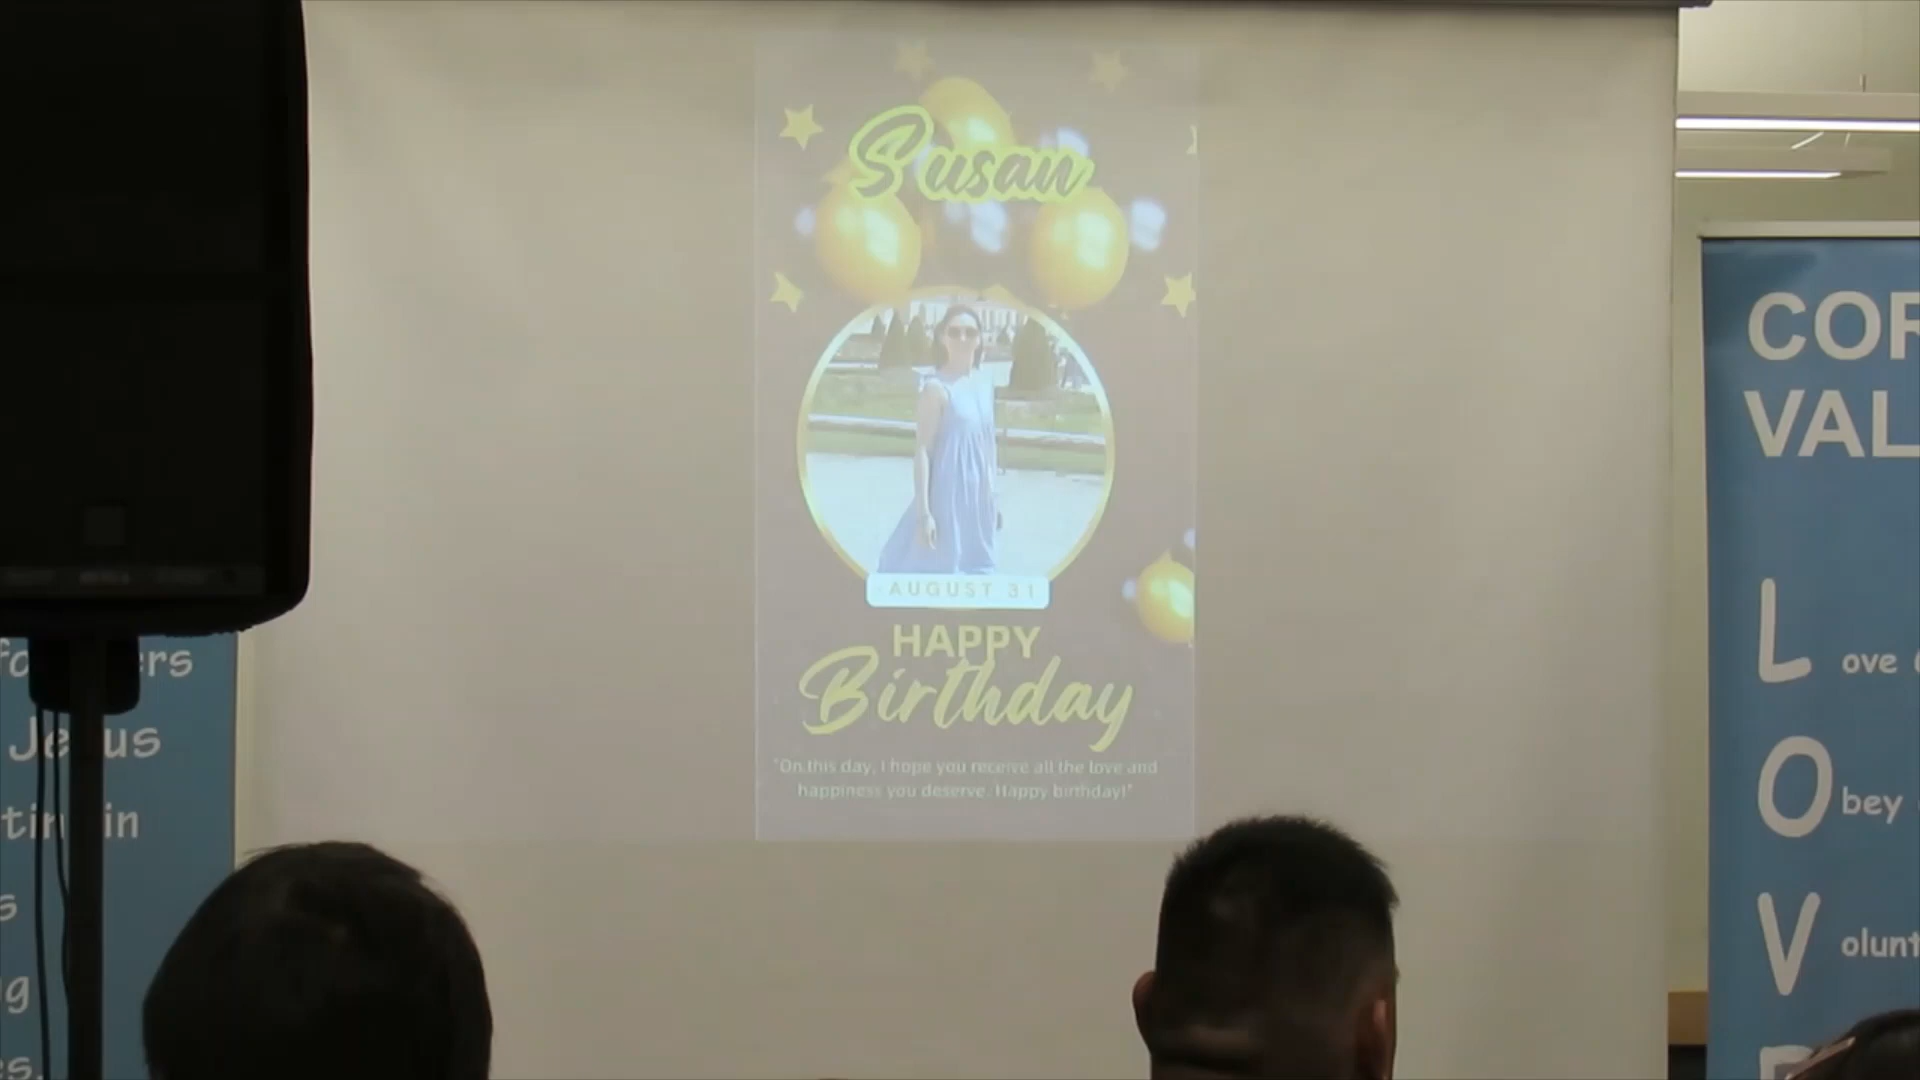 Susan
AUGUST 31
HAPPY
Birthday
"On this day, I hope you receive all the love and
happiness you deserve. Happy birthday!"
Jesus
in
COR
VAL
L ove
O bey
V olunt